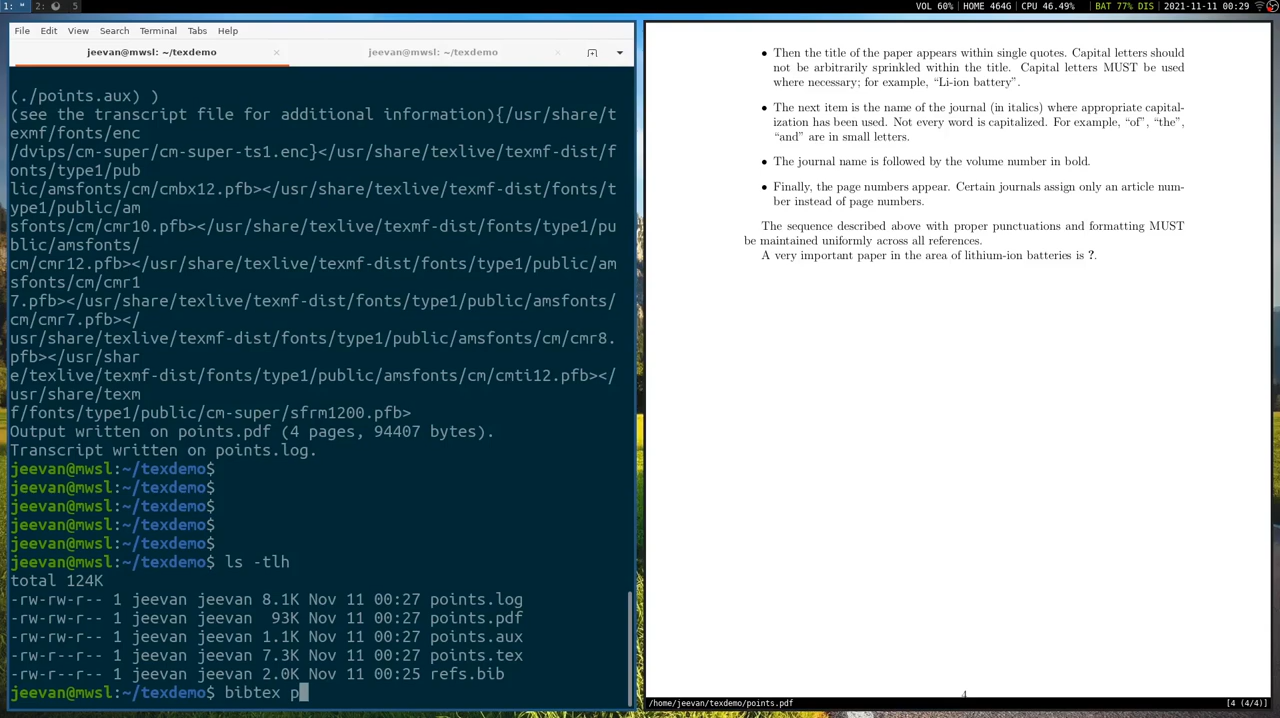 1: "  2:   5
VOL 60% | HOME 464G | CPU 46.49% | BAT 77% DIS | 2021-11-11 00:29
File Edit View Search Terminal Tabs Help
jeevan@mwsl: ~/texdemo × jeevan@mwsl: ~/texdemo ×
(./points.aux) )
(see the transcript file for additional information){/usr/share/t
exmf/fonts/enc
/dvips/cm-super/cm-super-ts1.enc}</usr/share/texlive/texmf-dist/f
onts/type1/pub
lic/amsfonts/cm/cmbx12.pfb></usr/share/texlive/texmf-dist/fonts/t
ype1/public/am
sfonts/cm/cmr10.pfb></usr/share/texlive/texmf-dist/fonts/type1/pu
blic/amsfonts/
cm/cmr12.pfb></usr/share/texlive/texmf-dist/fonts/type1/public/am
sfonts/cm/cmr1
7.pfb></usr/share/texlive/texmf-dist/fonts/type1/public/amsfonts/
cm/cmr7.pfb></
usr/share/texlive/texmf-dist/fonts/type1/public/amsfonts/cm/cmr8.
pfb></usr/shar
e/texlive/texmf-dist/fonts/type1/public/amsfonts/cm/cmti12.pfb></
usr/share/texm
f/fonts/type1/public/cm-super/sfrm1200.pfb>
Output written on points.pdf (4 pages, 94407 bytes).
Transcript written on points.log.
jeevan@mwsl:~/texdemo$
jeevan@mwsl:~/texdemo$
jeevan@mwsl:~/texdemo$
jeevan@mwsl:~/texdemo$
jeevan@mwsl:~/texdemo$
jeevan@mwsl:~/texdemo$ ls -tlh
total 124K
-rw-rw-r-- 1 jeevan jeevan 8.1K Nov 11 00:27 points.log
-rw-rw-r-- 1 jeevan jeevan  93K Nov 11 00:27 points.pdf
-rw-rw-r-- 1 jeevan jeevan 1.1K Nov 11 00:27 points.aux
-rw-rw-r-- 1 jeevan jeevan 7.3K Nov 11 00:27 points.tex
-rw-r--r-- 1 jeevan jeevan 2.0K Nov 11 00:25 refs.bib
jeevan@mwsl:~/texdemo$ bibtex p
• Then the title of the paper appears within single quotes. Capital letters should
not be arbitrarily sprinkled within the title. Capital letters MUST be used
where necessary; for example, “Li-ion battery”.
• The next item is the name of the journal (in italics) where appropriate capital-
ization has been used. Not every word is capitalized. For example, “of”, “the”,
“and” are in small letters.
• The journal name is followed by the volume number in bold.
• Finally, the page numbers appear. Certain journals assign only an article num-
ber instead of page numbers.
The sequence described above with proper punctuations and formatting MUST
be maintained uniformly across all references.
A very important paper in the area of lithium-ion batteries is ?.
4
/home/jeevan/texdemo/points.pdf [4 (4/4)]